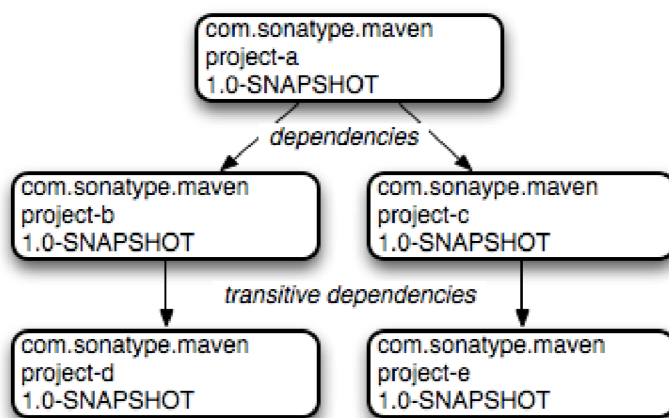 com.sonatype.maven
project-a
1.0-SNAPSHOT
dependencies
com.sonatype.maven
project-b
1.0-SNAPSHOT
com.sonaype.maven
project-c
1.0-SNAPSHOT
transitive dependencies
com.sonatype.maven
project-d
1.0-SNAPSHOT
com.sonatype.maven
project-e
1.0-SNAPSHOT